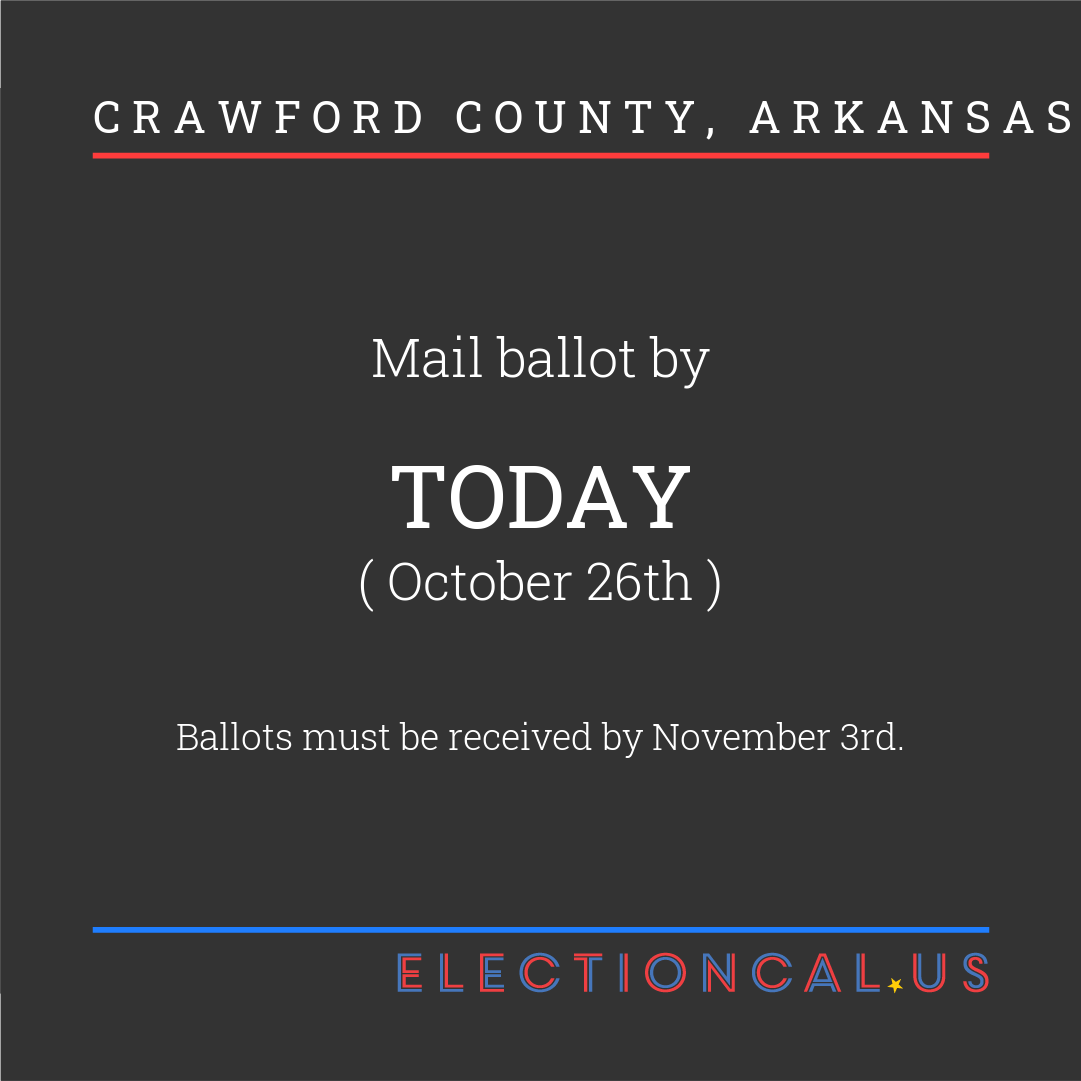 CRAWFORD COUNTY, ARKANSAS
Mail ballot by
TODAY
( October 26th )
Ballots must be received by November 3rd.
ELECTIONCAL.US